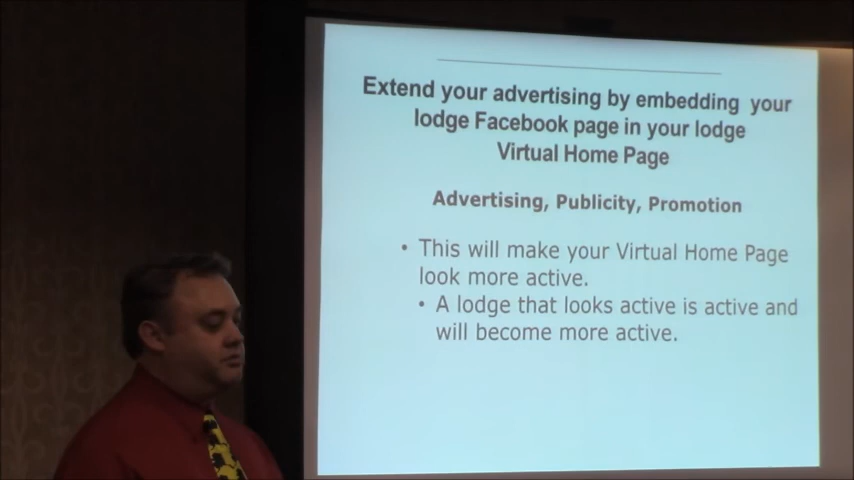 Extend your advertising by embedding your
lodge Facebook page in your lodge
Virtual Home Page
Advertising, Publicity, Promotion
• This will make your Virtual Home Page
look more active.
• A lodge that looks active is active and
will become more active.